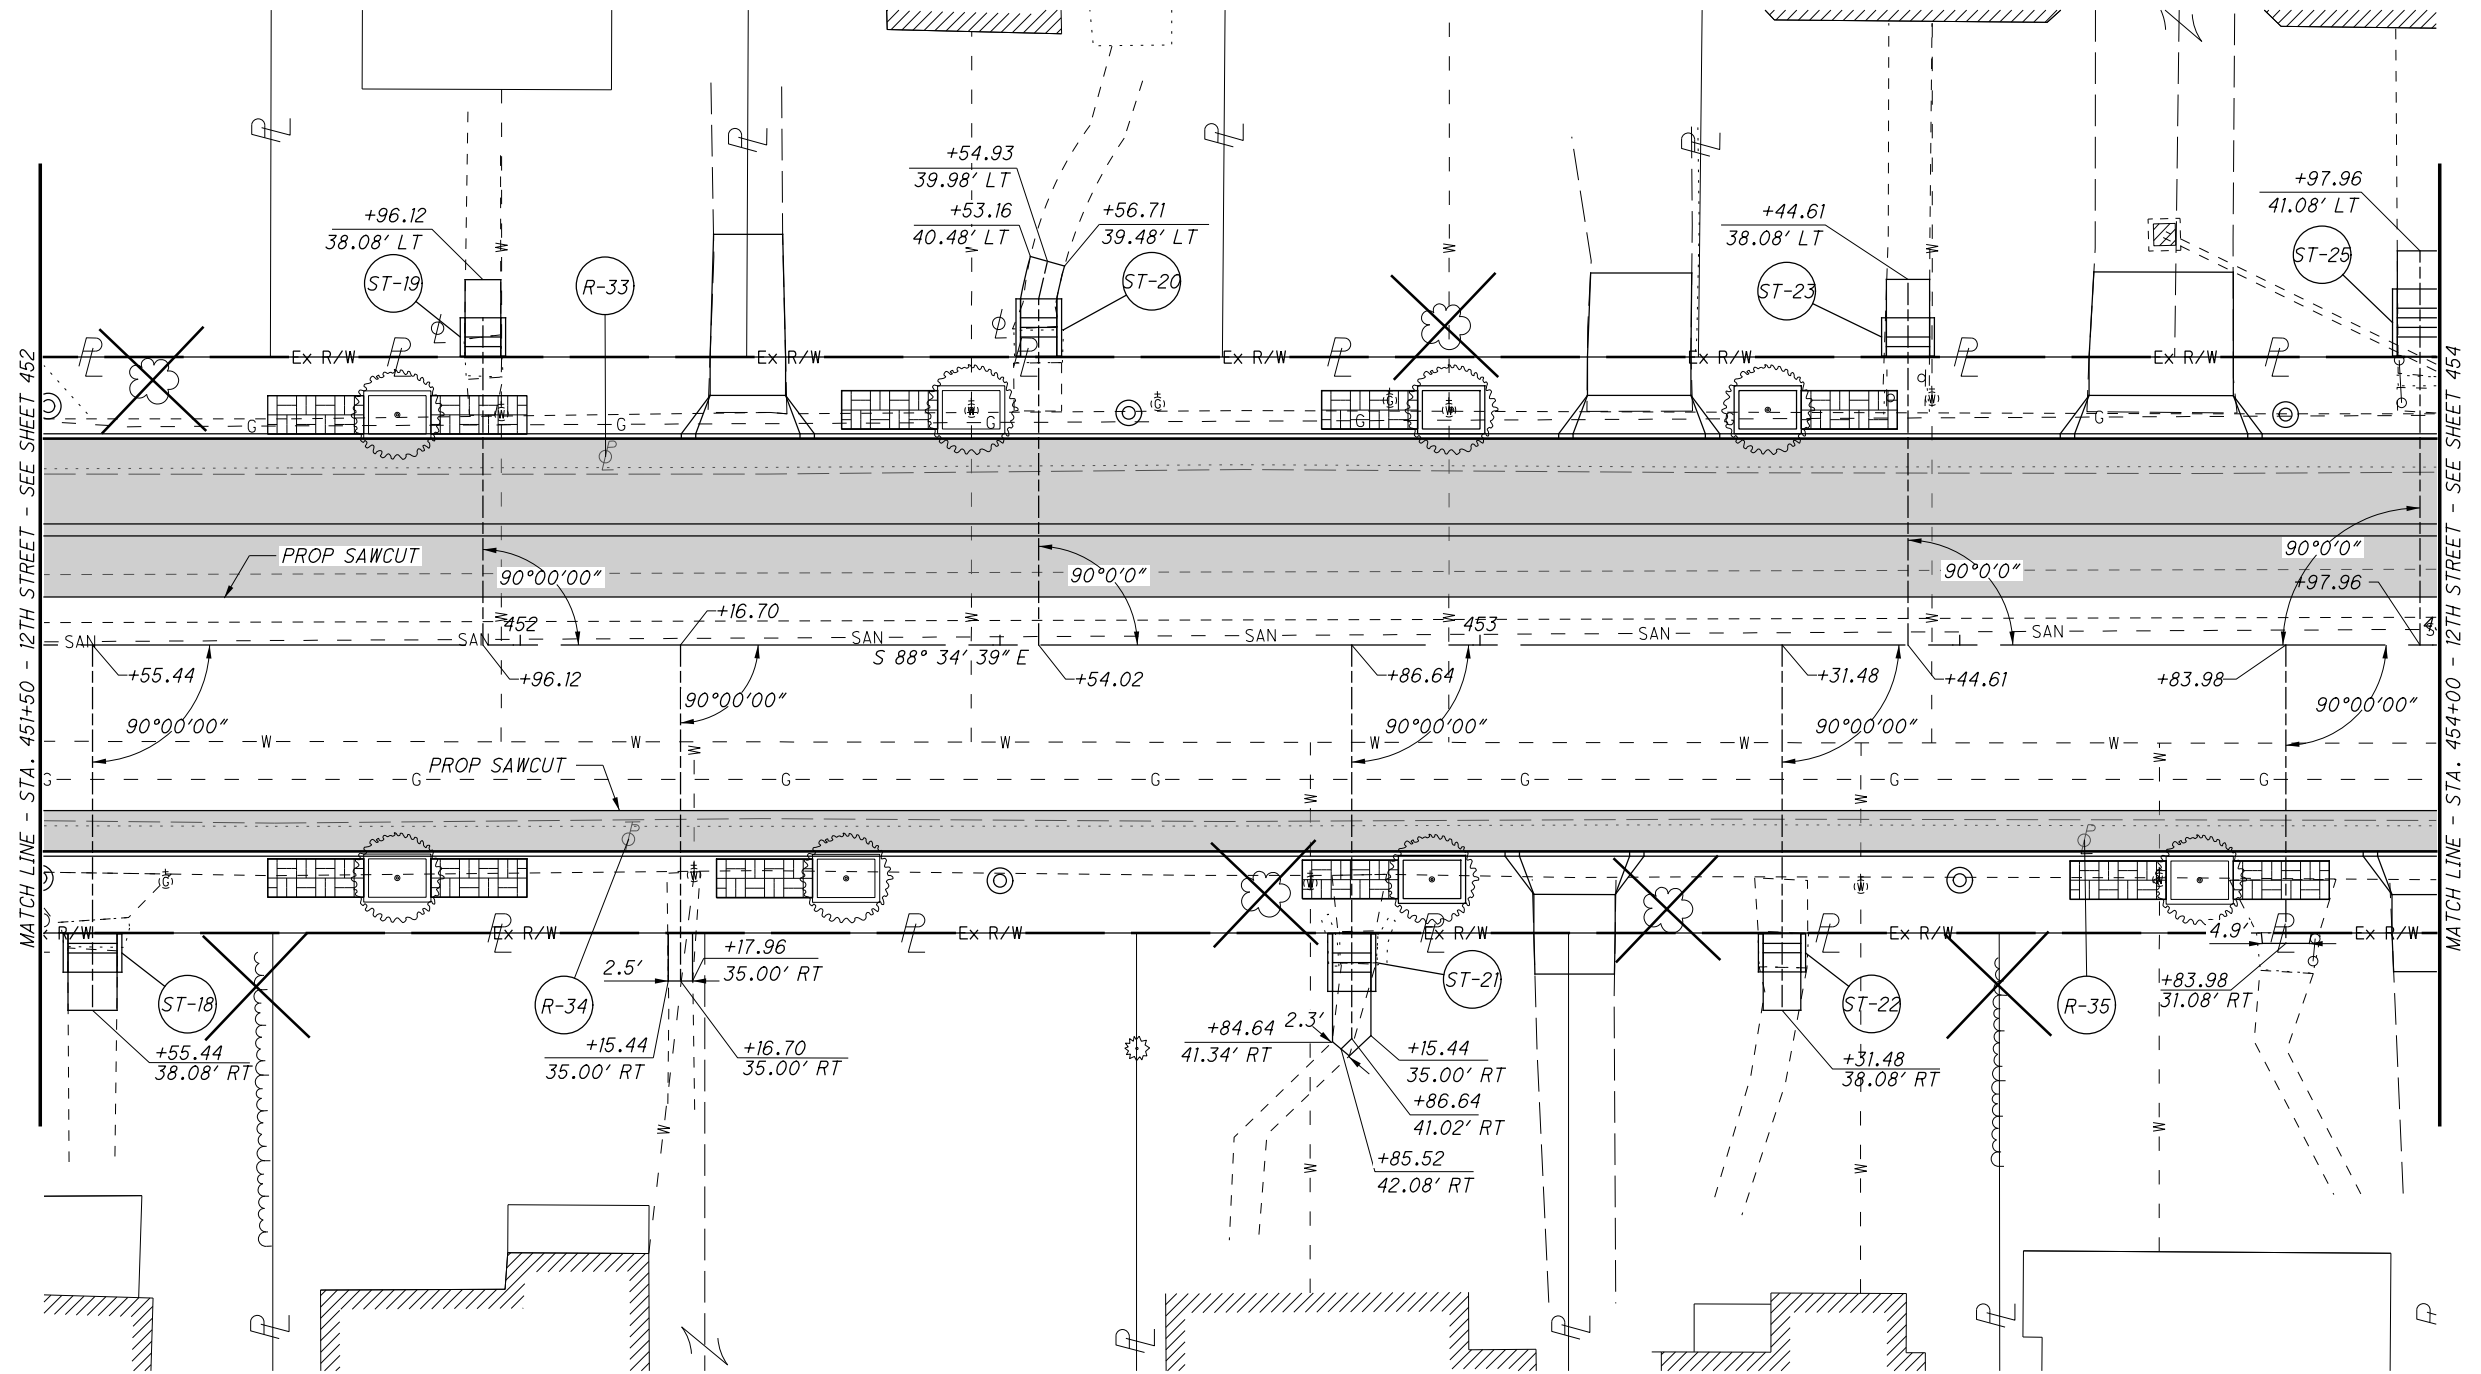 MATCH LINE - STA. 451+50 - 12TH STREET - SEE SHEET 452
MATCH LINE - STA. 454+00 - 12TH STREET - SEE SHEET 454
+96.12
38.08' LT
ST-19
R-33
+54.93
39.98' LT
+53.16
40.48' LT
+56.71
39.48' LT
ST-20
+44.61
38.08' LT
ST-23
+97.96
41.08' LT
ST-25
Ex R/W
Ex R/W
Ex R/W
Ex R/W
Ex R/W
G
G
G
G
G
PROP SAWCUT
90°00'00"
90°0'0"
90°0'0"
90°0'0"
+97.96
+16.70
452
453
SAN
SAN
SAN
SAN
SAN
SAN
S 88° 34' 39" E
+55.44
+96.12
+54.02
+86.64
+31.48
+44.61
+83.98
90°00'00"
90°00'00"
90°00'00"
90°00'00"
90°00'00"
W
W
W
W
W
W
PROP SAWCUT
G
G
G
G
G
G
G
R/W
Ex R/W
Ex R/W
Ex R/W
Ex R/W
Ex R/W
ST-18
+55.44
38.08' RT
R-34
2.5'
+17.96
35.00' RT
+15.44
35.00' RT
+16.70
35.00' RT
ST-21
+84.64
41.34' RT
2.3'
+15.44
35.00' RT
+86.64
41.02' RT
+85.52
42.08' RT
ST-22
+31.48
38.08' RT
R-35
4.9'
+83.98
31.08' RT